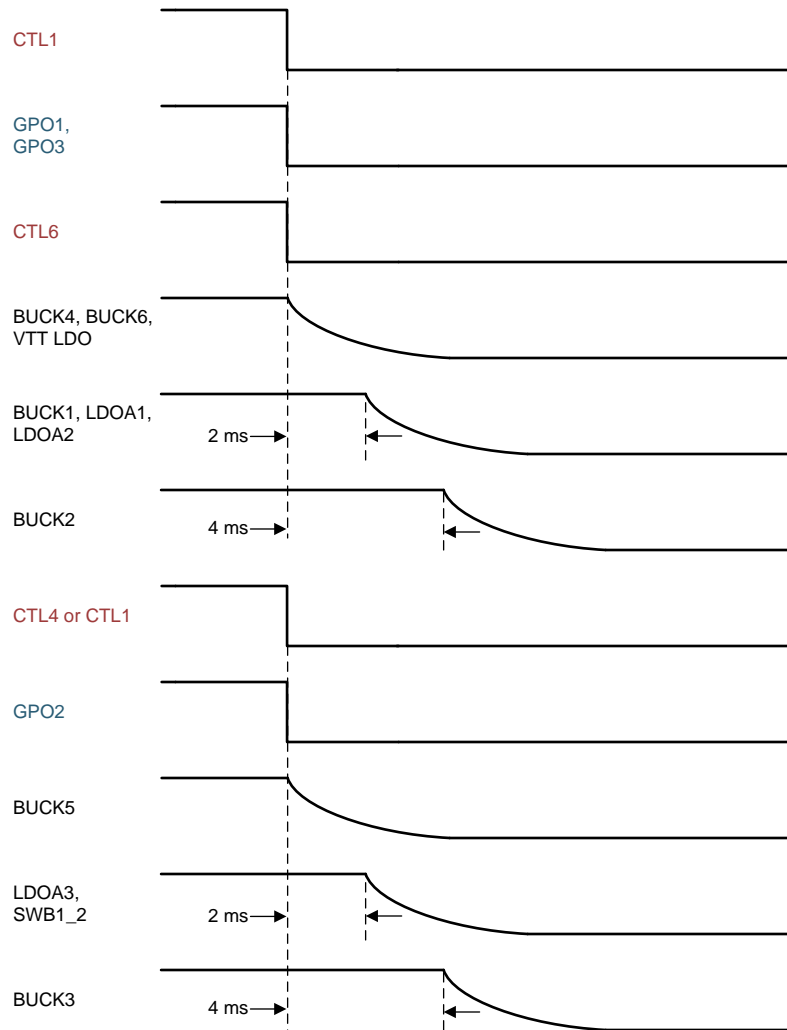 CTL1
GPO1,
GPO3
CTL6
BUCK4, BUCK6,
VTT LDO
BUCK1, LDOA1,
LDOA2
2 ms
BUCK2
4 ms
CTL4 or CTL1
GPO2
BUCK5
LDOA3,
SWB1_2
2 ms
BUCK3
4 ms